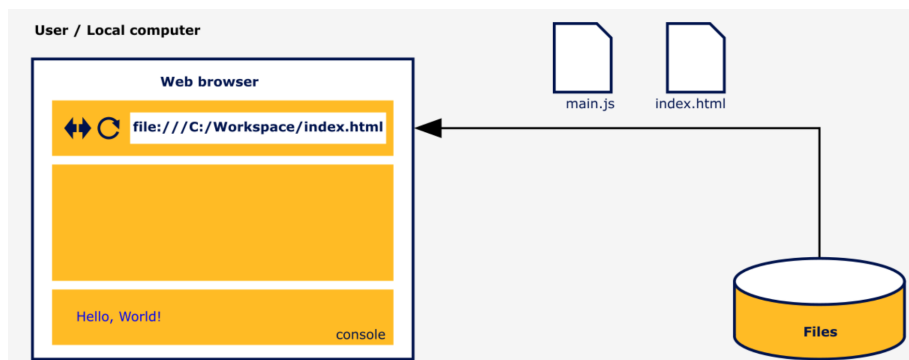 User / Local computer
Web browser
main.js
index.html
file:///C:/Workspace/index.html
Hello, World!
console
Files